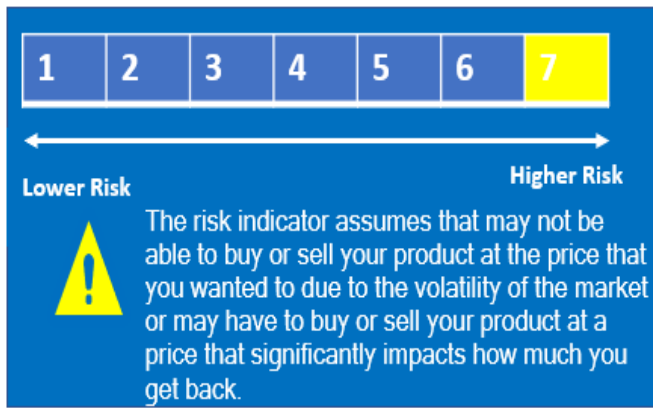 1 2 3 4 5 6 7
Lower Risk
Higher Risk
!
The risk indicator assumes that may not be
able to buy or sell your product at the price that
you wanted to due to the volatility of the market
or may have to buy or sell your product at a
price that significantly impacts how much you
get back.